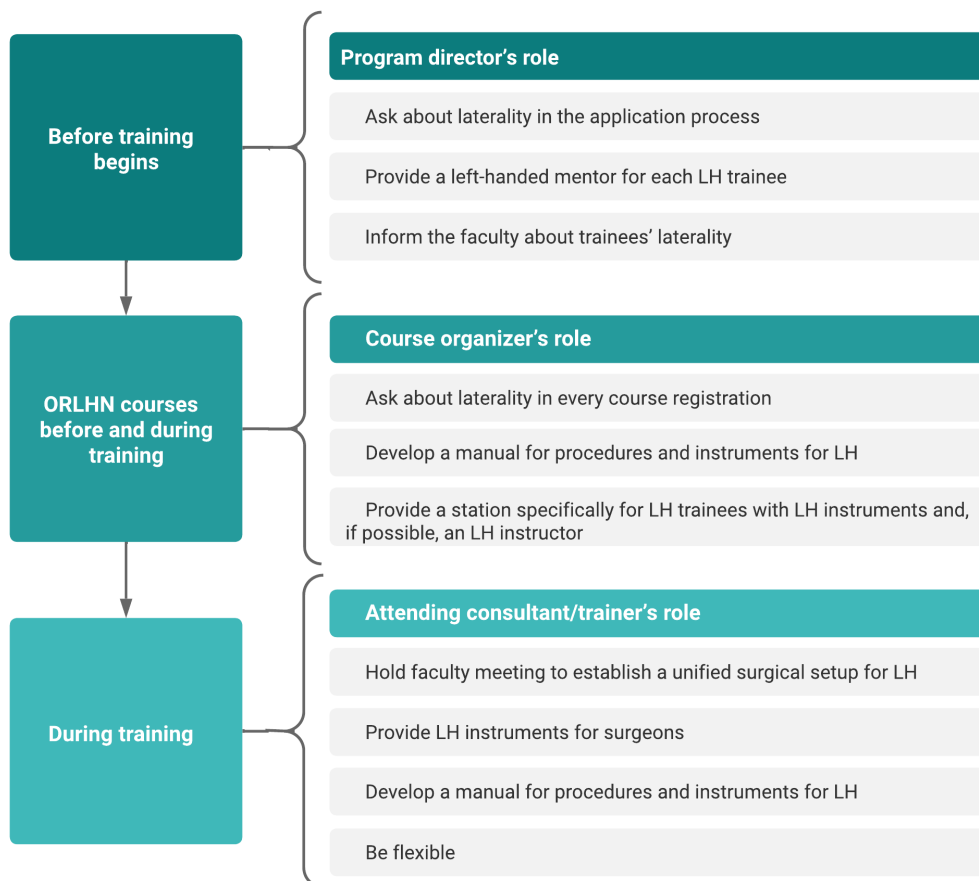 Before training
begins
Program director’s role
Ask about laterality in the application process
Provide a left-handed mentor for each LH trainee
Inform the faculty about trainees’ laterality
ORLHN courses
before and during
training
Course organizer’s role
Ask about laterality in every course registration
Develop a manual for procedures and instruments for LH
Provide a station specifically for LH trainees with LH instruments and,
if possible, an LH instructor
During training
Attending consultant/trainer’s role
Hold faculty meeting to establish a unified surgical setup for LH
Provide LH instruments for surgeons
Develop a manual for procedures and instruments for LH
Be flexible